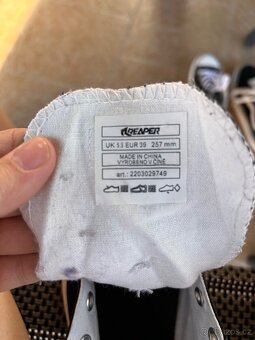 REAPER
UK 5.5 EUR 39 257 mm
MADE IN CHINA
VYROBENO V ČÍNĚ
art.: 2203029749